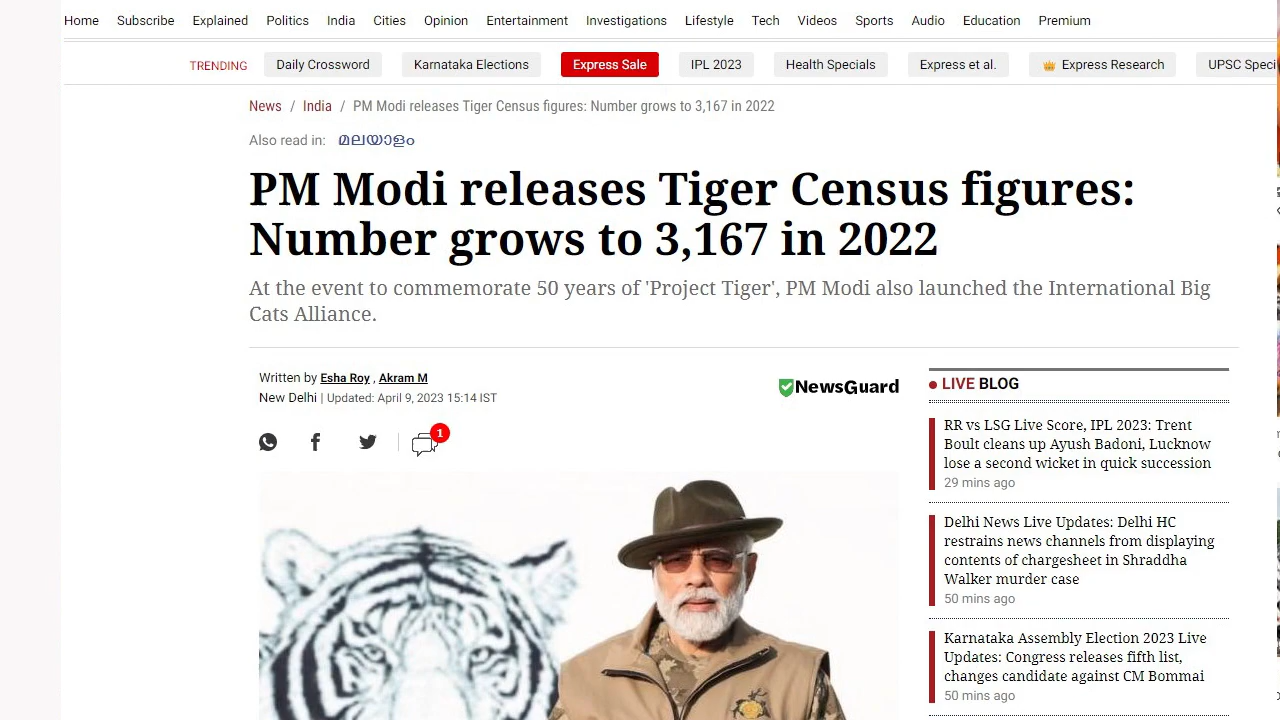 Home Subscribe Explained Politics India Cities Opinion Entertainment Investigations Lifestyle Tech Videos Sports Audio Education Premium
TRENDING Daily Crossword Karnataka Elections Express Sale IPL 2023 Health Specials Express et al. Express Research UPSC Speci
News / India / PM Modi releases Tiger Census figures: Number grows to 3,167 in 2022
Also read in: മലയാളം
PM Modi releases Tiger Census figures:
Number grows to 3,167 in 2022
At the event to commemorate 50 years of 'Project Tiger', PM Modi also launched the International Big
Cats Alliance.
Written by Esha Roy , Akram M
New Delhi | Updated: April 9, 2023 15:14 IST
NewsGuard
1
LIVE BLOG
RR vs LSG Live Score, IPL 2023: Trent
Boult cleans up Ayush Badoni, Lucknow
lose a second wicket in quick succession
29 mins ago
Delhi News Live Updates: Delhi HC
restrains news channels from displaying
contents of chargesheet in Shraddha
Walker murder case
50 mins ago
Karnataka Assembly Election 2023 Live
Updates: Congress releases fifth list,
changes candidate against CM Bommai
50 mins ago